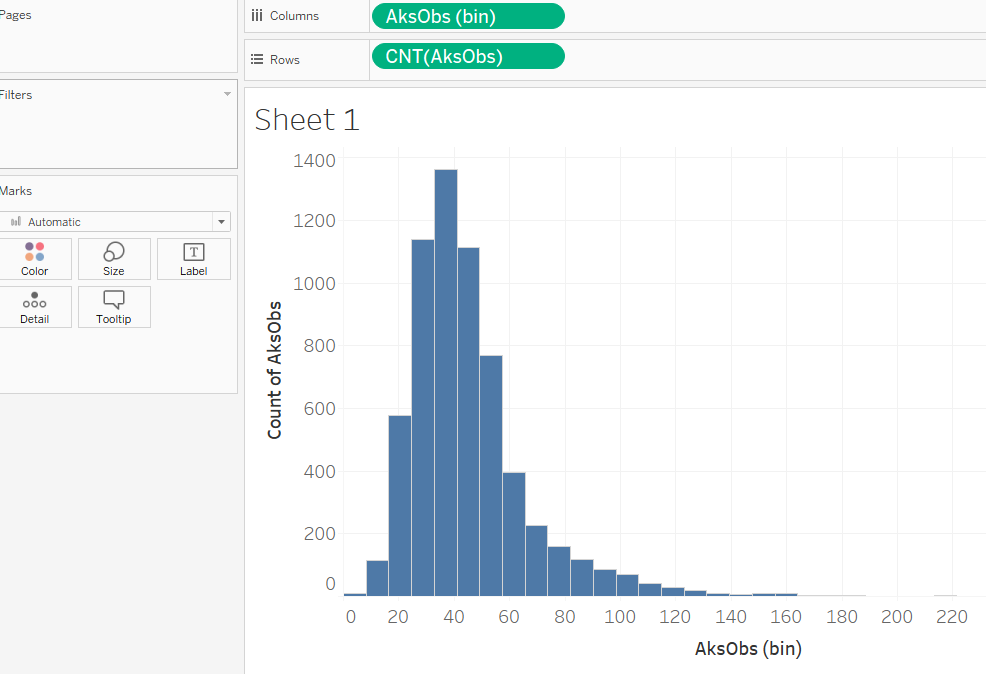 Pages
Columns
AksObs (bin)
Rows
CNT(AksObs)
Filters
Marks
Automatic
Color
Size
Label
Detail
Tooltip
Sheet 1
1400
1200
1000
800
600
400
200
0
Count of AksObs
0 20 40 60 80 100 120 140 160 180 200 220
AksObs (bin)